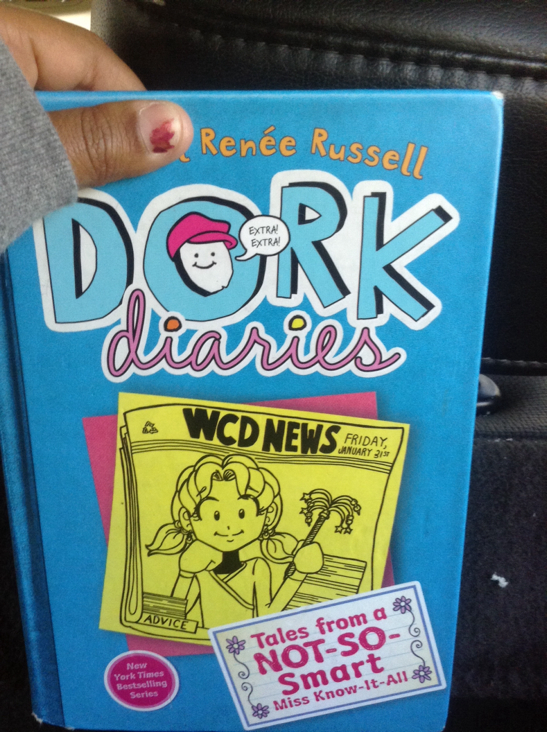 Renée Russell
DORK
EXTRA!
EXTRA!
diaries
WCD NEWS
FRIDAY,
JANUARY 31ST
ADVICE
Tales from a
NOT-SO-
Smart
Miss Know-It-All
New
York Times
Bestselling
Series